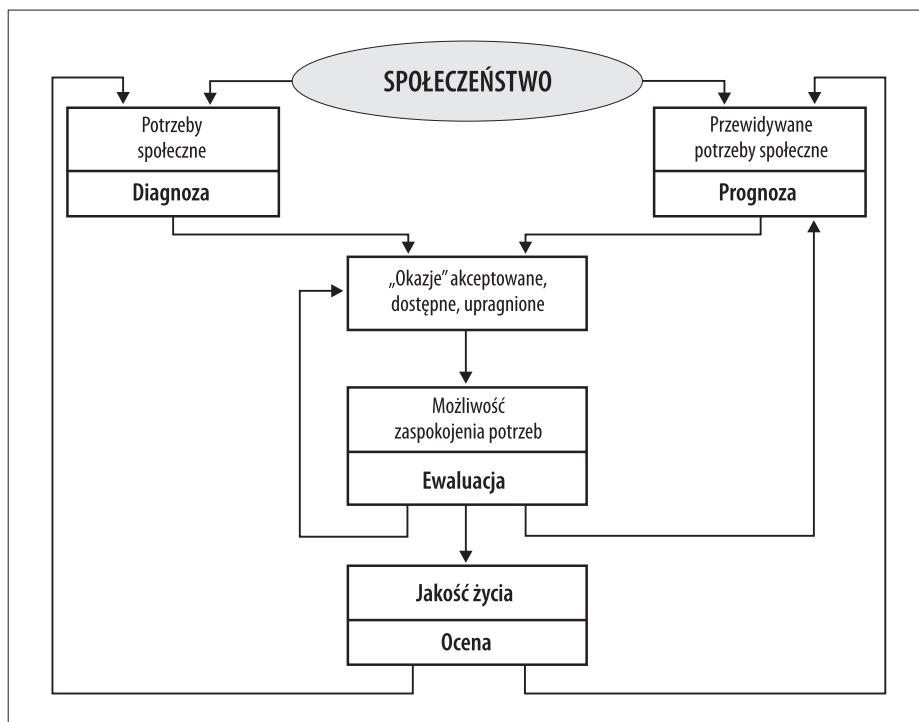 SPOŁECZEŃSTWO
Potrzeby
społeczne
Diagnoza
Przewidywane
potrzeby społeczne
Prognoza
„Okazje” akceptowane,
dostępne, upragnione
Możliwość
zaspokojenia potrzeb
Ewaluacja
Jakość życia
Ocena